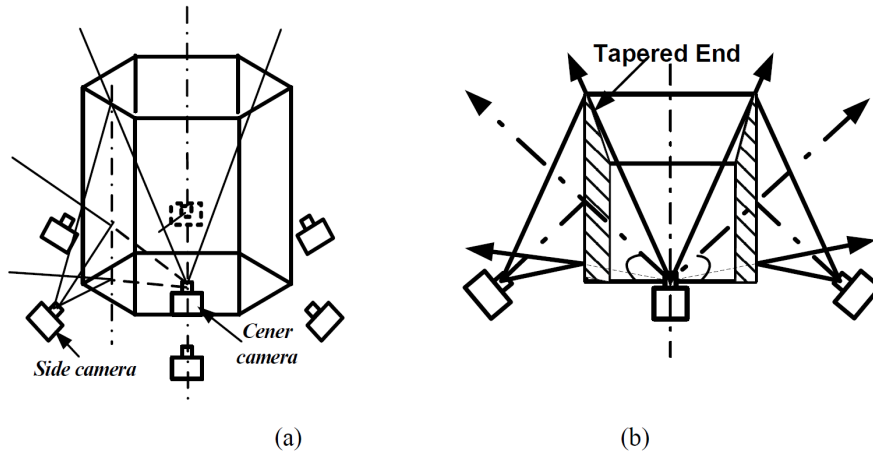 Tapered End
Cener
camera
Side camera
(a)
(b)